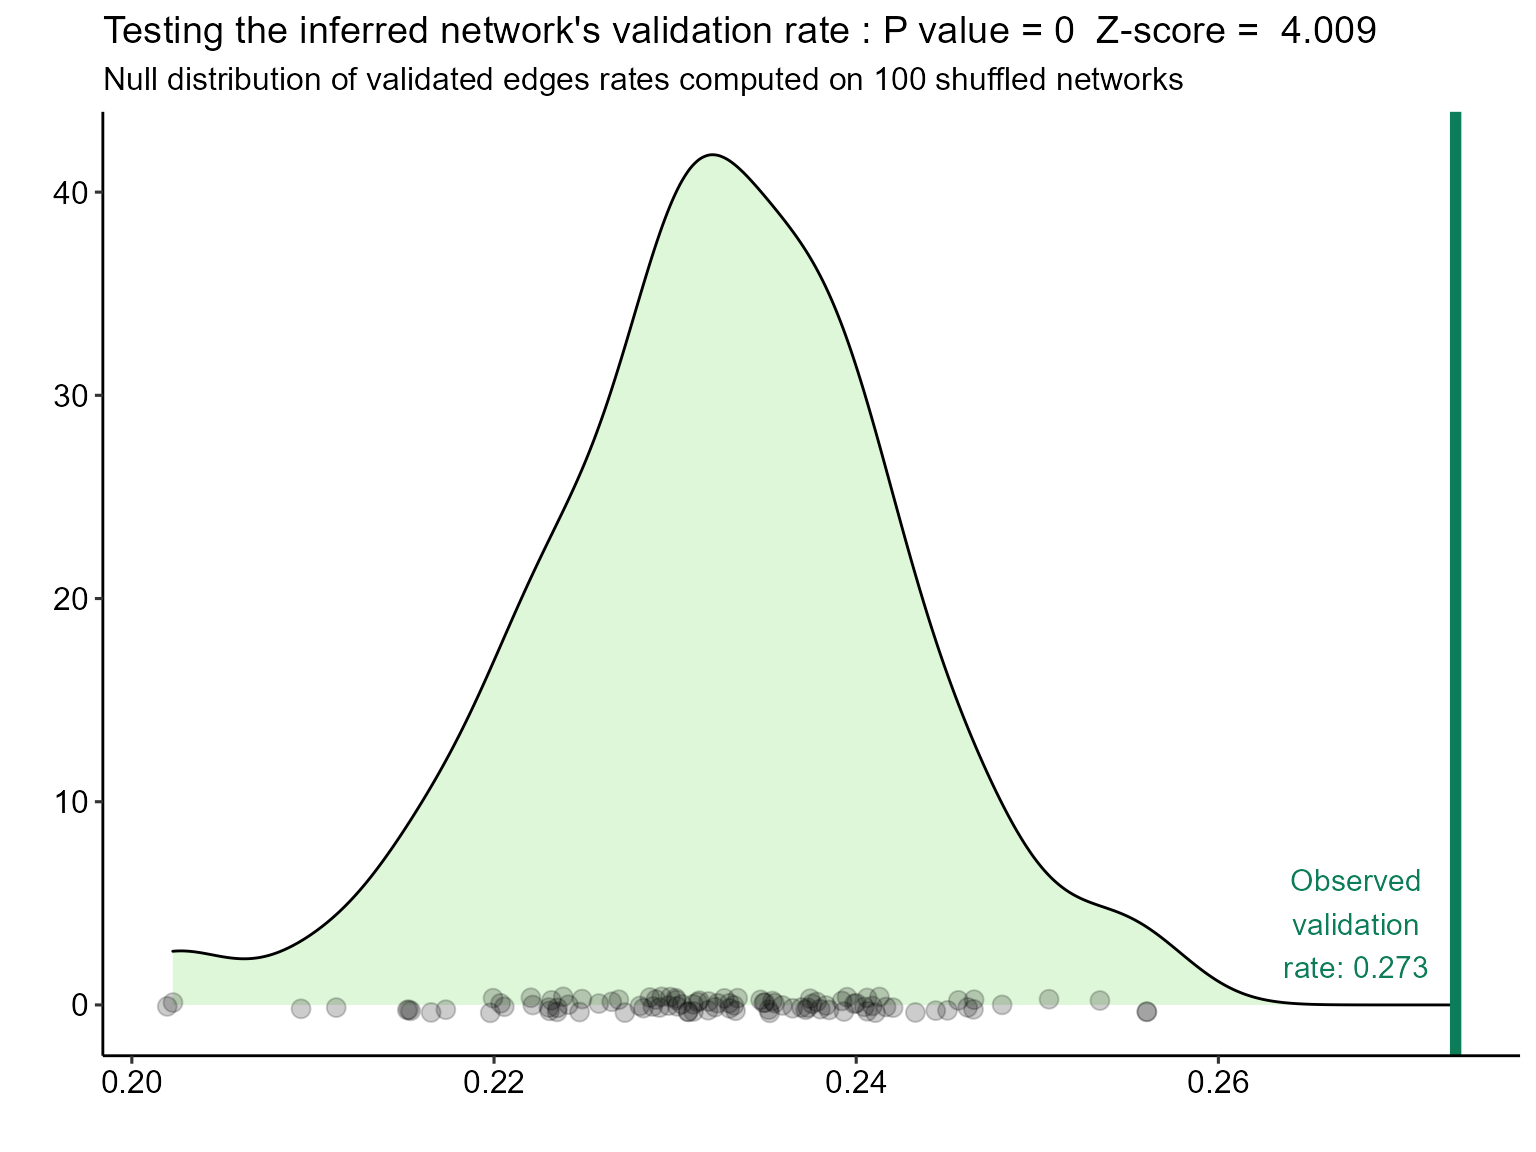 Testing the inferred network's validation rate : P value = 0  Z-score =  4.009
Null distribution of validated edges rates computed on 100 shuffled networks
40
30
20
10
0
Observed
validation
rate: 0.273
0.20
0.22
0.24
0.26